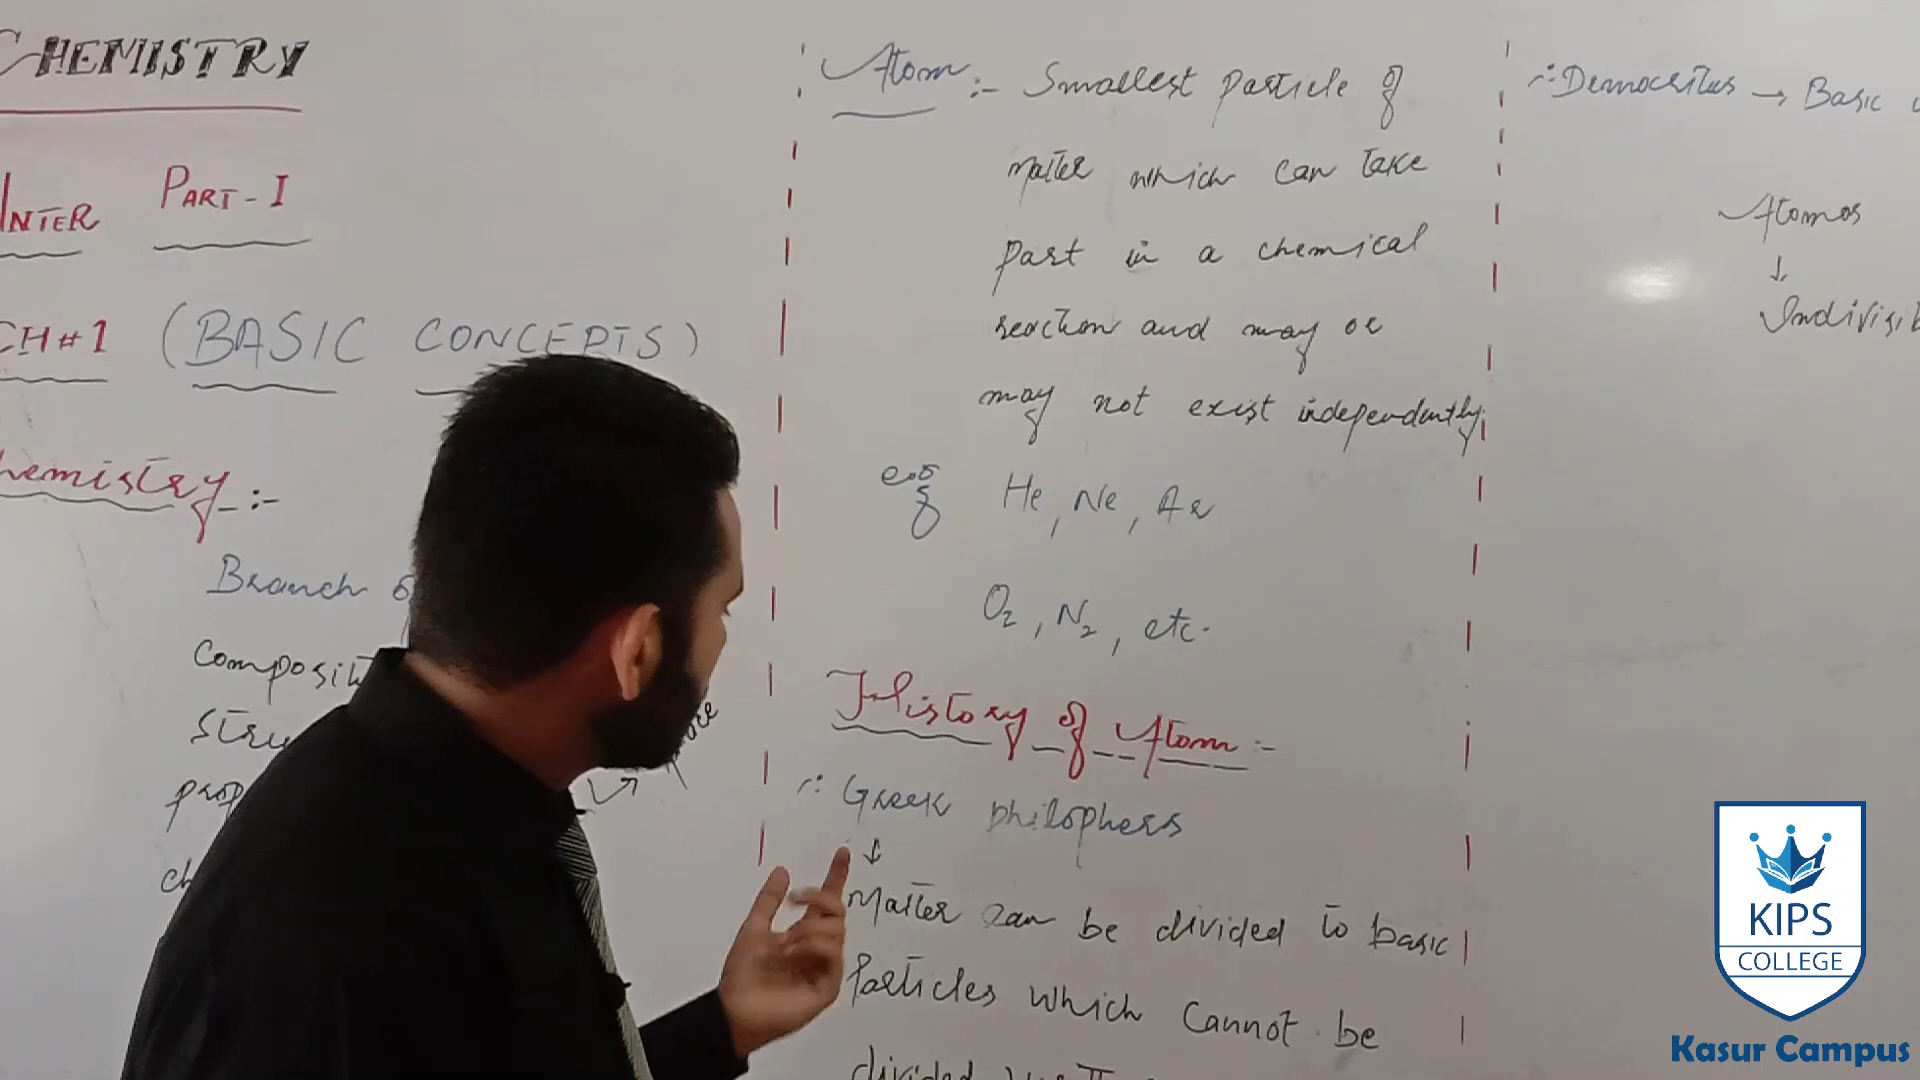 CHEMISTRY
INTER PART-I
CH#1 (BASIC CONCEPTS)
Chemistry :-
Branch
Composit
Stru
prop
ch
Atom :- Smallest Particle of
matter which can take
Part in a chemical
reaction and may or
may not exist independently.
e.g He, Ne, Ar
O₂, N₂, etc.
History of Atom :-
∴ Greek philophers
↓
Matter can be divided to basic
Particles which cannot be
divided
∴ Democritus → Basic
Atomos
↓
Indivisib
KIPS
COLLEGE
Kasur Campus